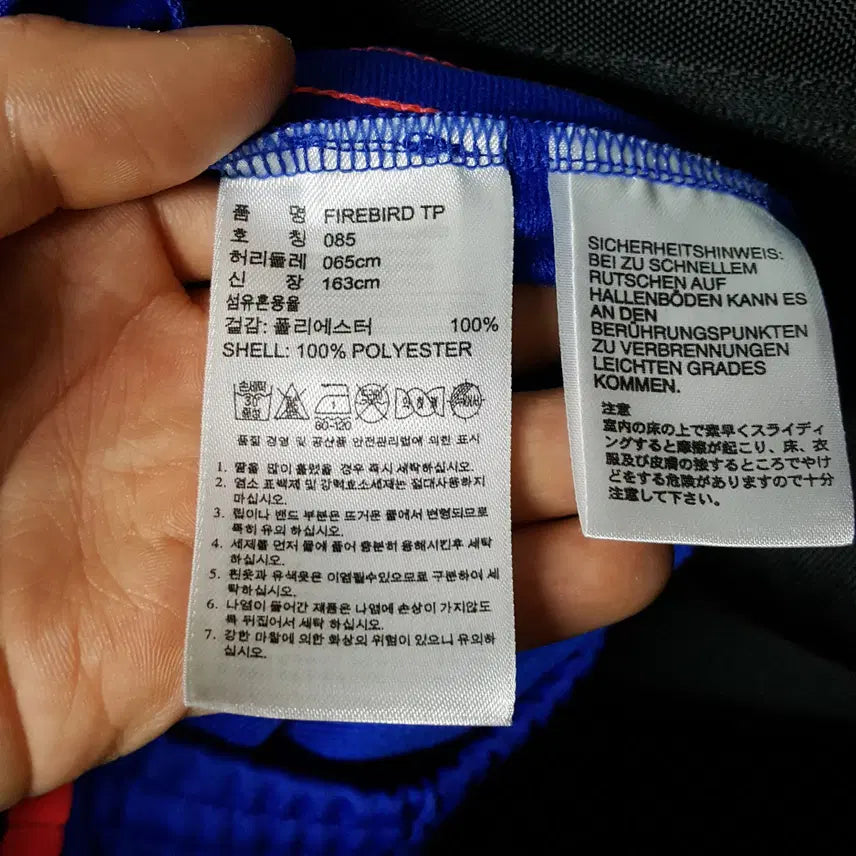 품 명 FIREBIRD TP
호 칭 085
허리둘레 065cm
신 장 163cm
섬유혼용율
겉감: 폴리에스터 100%
SHELL: 100% POLYESTER
손세탁
30
중성
80-120
품질 경영 및 공산품 안전관리법에 의한 표시
1. 땀을 많이 흘렸을 경우 즉시 세탁하십시오.
2. 염소 표백제 및 강력효소세제는 절대사용하지
마십시오.
3. 립이나 밴드 부분은 뜨거운 물에서 변형되므로
특히 유의 하십시오.
4. 세제를 먼저 물에 풀어 충분히 용해시킨후 세탁
하십시오.
5. 흰옷과 유색옷은 이염될수있으므로 구분하여 세
탁하십시오.
6. 나염이 들어간 제품은 나염에 손상이 가지않도
록 뒤집어서 세탁 하십시오.
7. 강한 마찰에 의한 화상의 위험이 있으니 유의하
십시오.
SICHERHEITSHINWEIS:
BEI ZU SCHNELLEM
RUTSCHEN AUF
HALLENBÖDEN KANN ES
AN DEN
BERÜHRUNGSPUNKTEN
ZU VERBRENNUNGEN
LEICHTEN GRADES
KOMMEN.
注意
室内の床の上で素早くスライディ
ングすると摩擦が起こり、床、衣
服及び皮膚の接するところでやけ
どをする危険がありますので十分
注意して下さい。